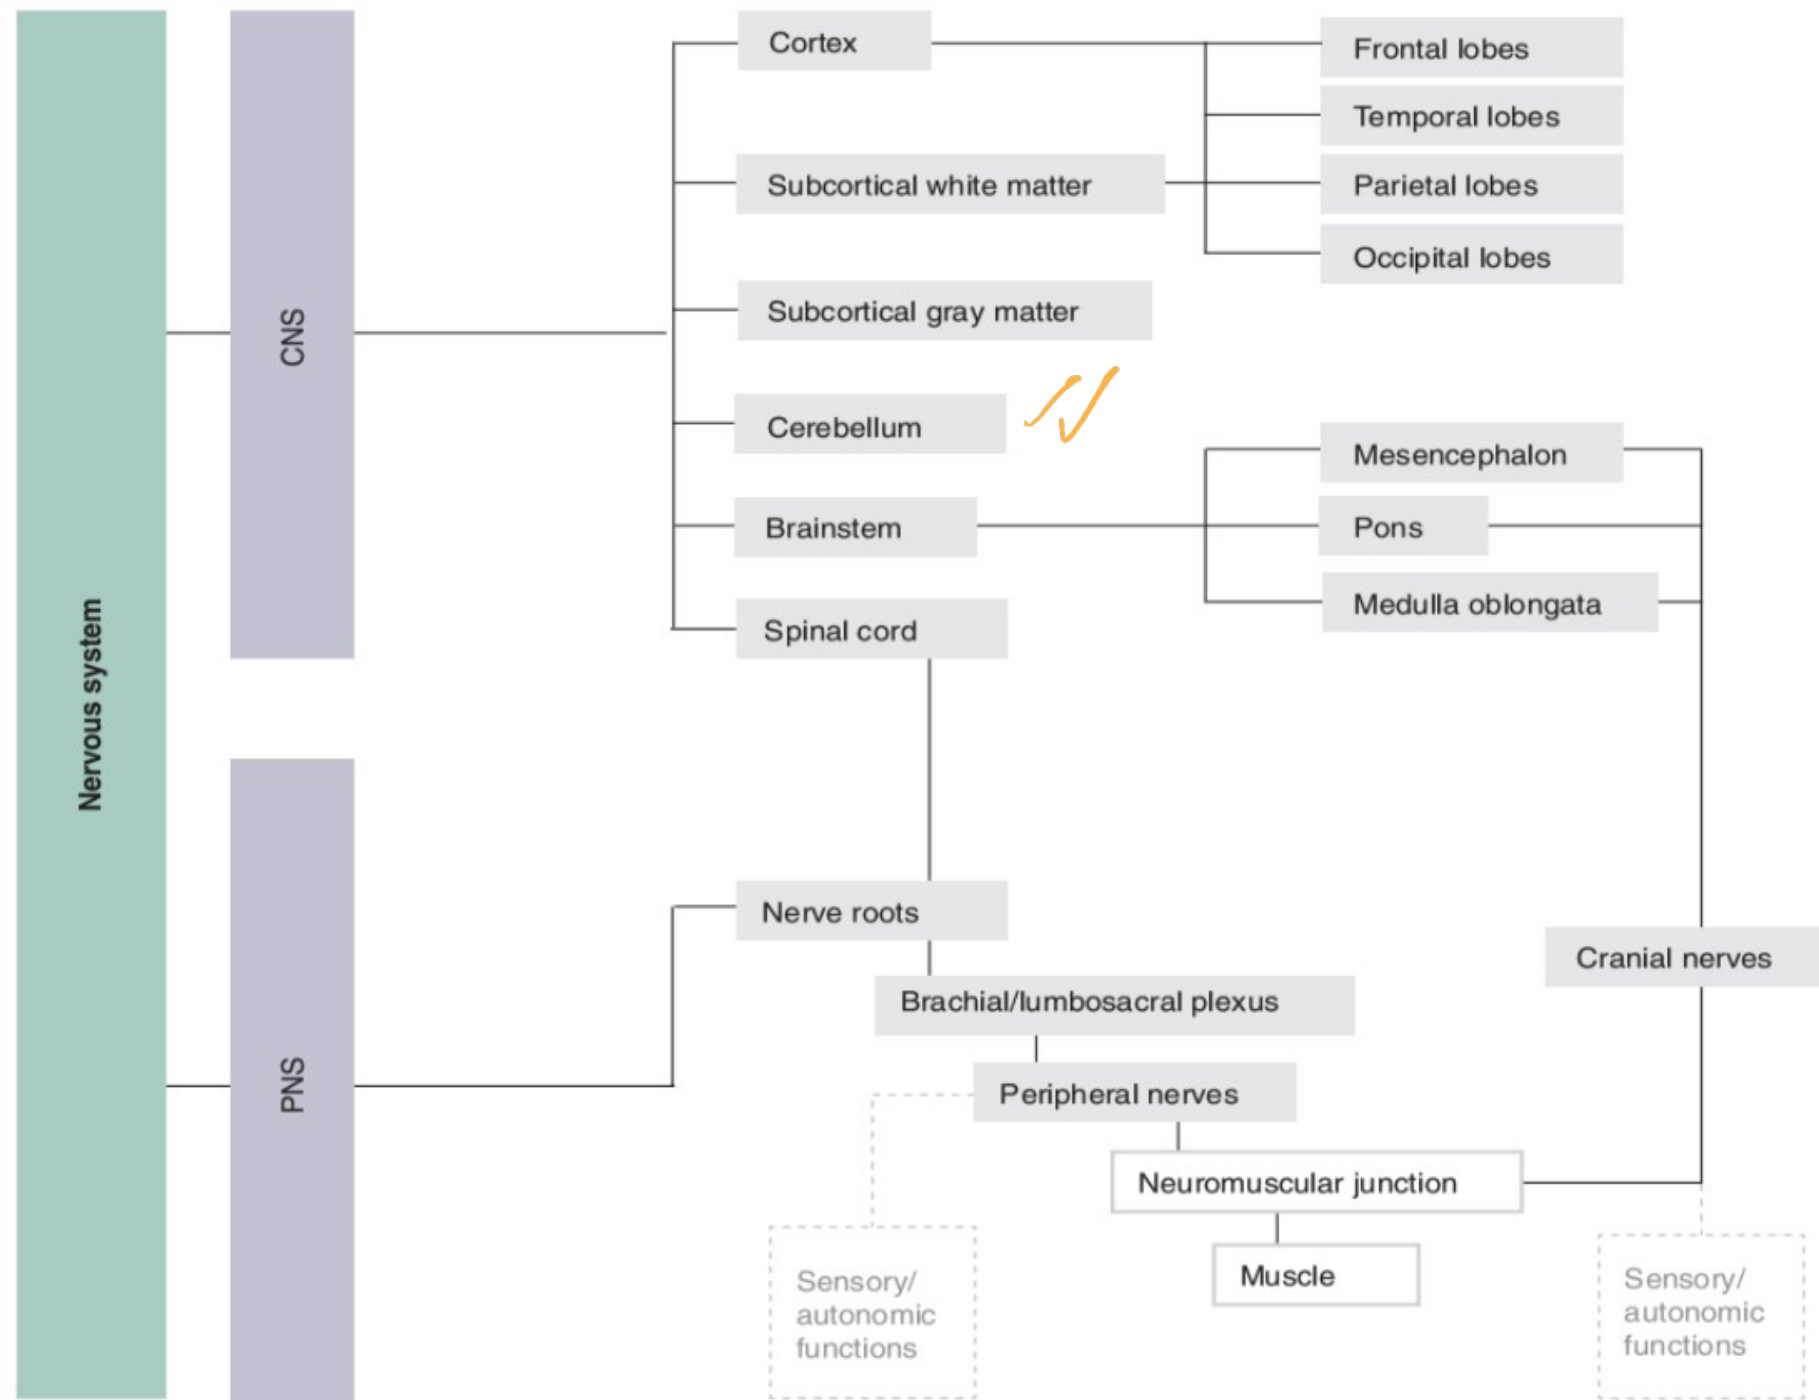 Nervous system
CNS
PNS
Cortex
Subcortical white matter
Subcortical gray matter
Cerebellum
Brainstem
Spinal cord
Frontal lobes
Temporal lobes
Parietal lobes
Occipital lobes
Mesencephalon
Pons
Medulla oblongata
Nerve roots
Brachial/lumbosacral plexus
Peripheral nerves
Neuromuscular junction
Muscle
Cranial nerves
Sensory/
autonomic
functions
Sensory/
autonomic
functions